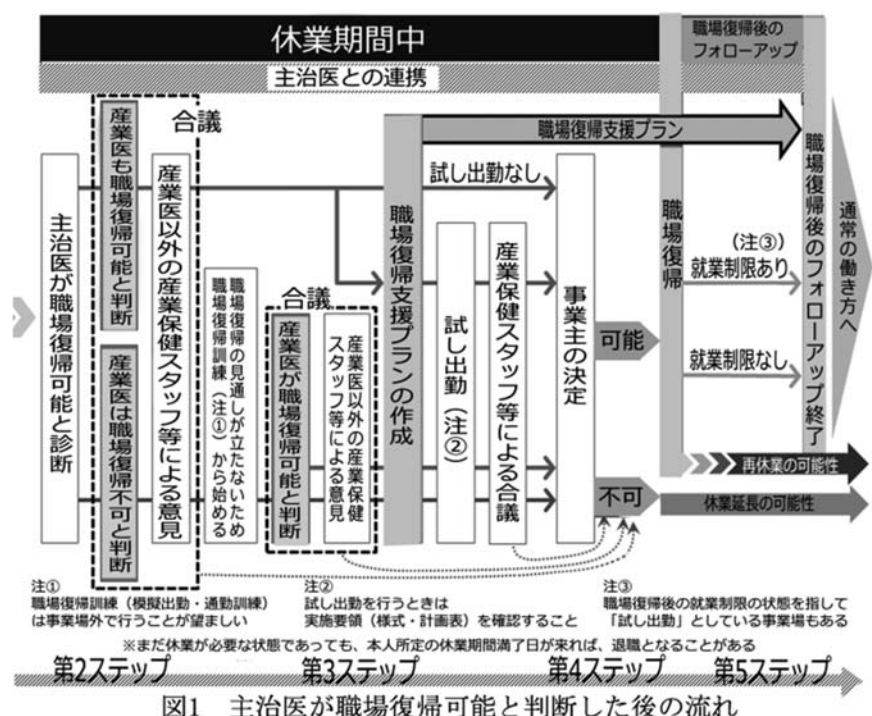 休業期間中
職場復帰後の
フォローアップ
主治医との連携
合議
主治医が職場復帰可能と診断
産業医も職場復帰可能と判断
産業医は職場復帰不可と判断
産業医以外の産業保健スタッフ等による意見
職場復帰の見通しが立たないため
職場復帰訓練（注①）から始める
合議
産業医が職場復帰可能と判断
産業医以外の産業保健
スタッフ等による意見
職場復帰支援プランの作成
職場復帰支援プラン
試し出勤なし
試し出勤（注②）
産業保健スタッフ等による合議
事業主の決定
可能
不可
職場復帰
（注③）
就業制限あり
就業制限なし
職場復帰後のフォローアップ終了
通常の働き方へ
再休業の可能性
休業延長の可能性
注①
職場復帰訓練（模擬出勤・通勤訓練）
は事業場外で行うことが望ましい
注②
試し出勤を行うときは
実施要領（様式・計画表）を確認すること
注③
職場復帰後の就業制限の状態を指して
「試し出勤」としている事業場もある
※まだ休業が必要な状態であっても、本人所定の休業期間満了日が来れば、退職となることがある
第2ステップ
第3ステップ
第4ステップ
第5ステップ
図1　主治医が職場復帰可能と判断した後の流れ